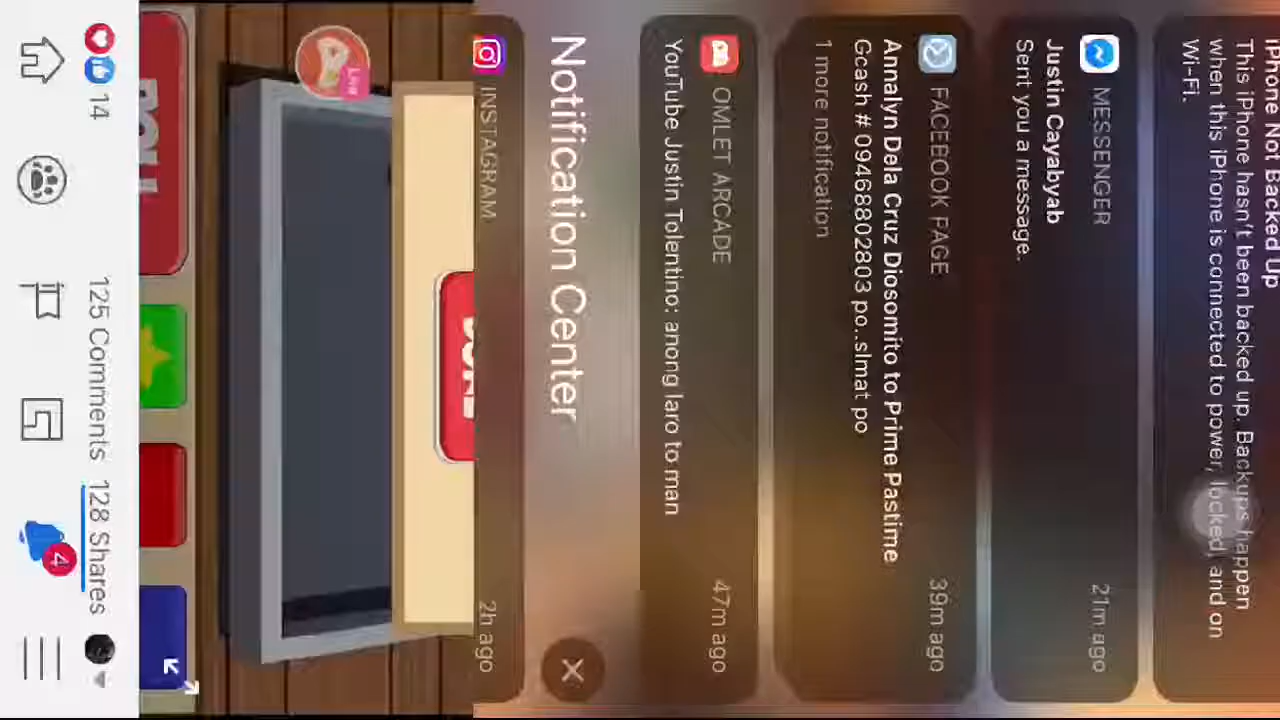 iPhone Not Backed Up
This iPhone hasn't been backed up. Backups happen
when this iPhone is connected to power, locked, and on
Wi-Fi.
MESSENGER
21m ago
Justin Cayabyab
Sent you a message.
FACEBOOK PAGE
39m ago
Annalyn Dela Cruz Diosomito to Prime Pastime
Gcash # 09468802803 po..slmat po
1 more notification
OMLET ARCADE
47m ago
YouTube Justin Tolentino: anong laro to man
Notification Center
INSTAGRAM
2h ago
Live
14
125 Comments
128 Shares
4